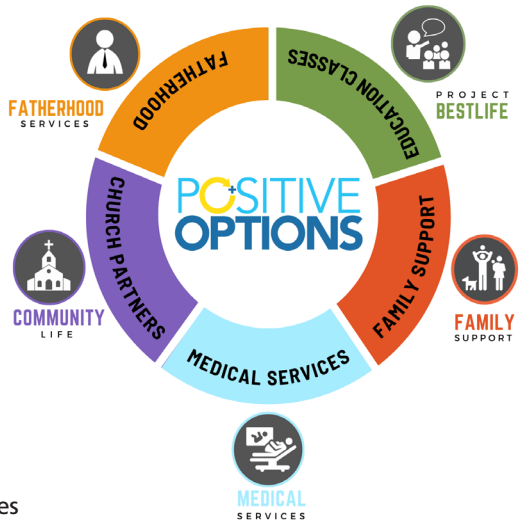 FATHERHOOD
EDUCATION CLASSES
FATHERHOOD
SERVICES
PROJECT
BESTLIFE
POSITIVE
OPTIONS
CHURCH PARTNERS
FAMILY SUPPORT
COMMUNITY
LIFE
FAMILY
SUPPORT
MEDICAL SERVICES
MEDICAL
SERVICES
es